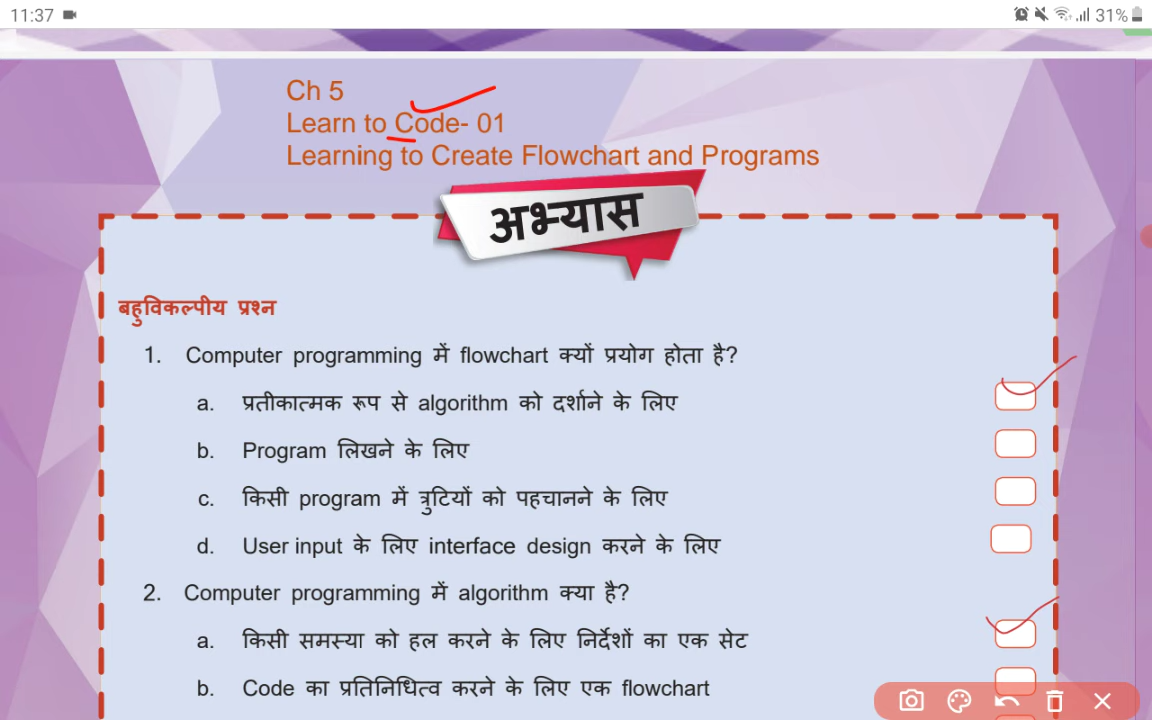 11:37
31%
Ch 5
Learn to Code- 01
Learning to Create Flowchart and Programs
अभ्यास
बहुविकल्पीय प्रश्न
1. Computer programming में flowchart क्यों प्रयोग होता है?
a. प्रतीकात्मक रूप से algorithm को दर्शाने के लिए
b. Program लिखने के लिए
c. किसी program में त्रुटियों को पहचानने के लिए
d. User input के लिए interface design करने के लिए
2. Computer programming में algorithm क्या है?
a. किसी समस्या को हल करने के लिए निर्देशों का एक सेट
b. Code का प्रतिनिधित्व करने के लिए एक flowchart